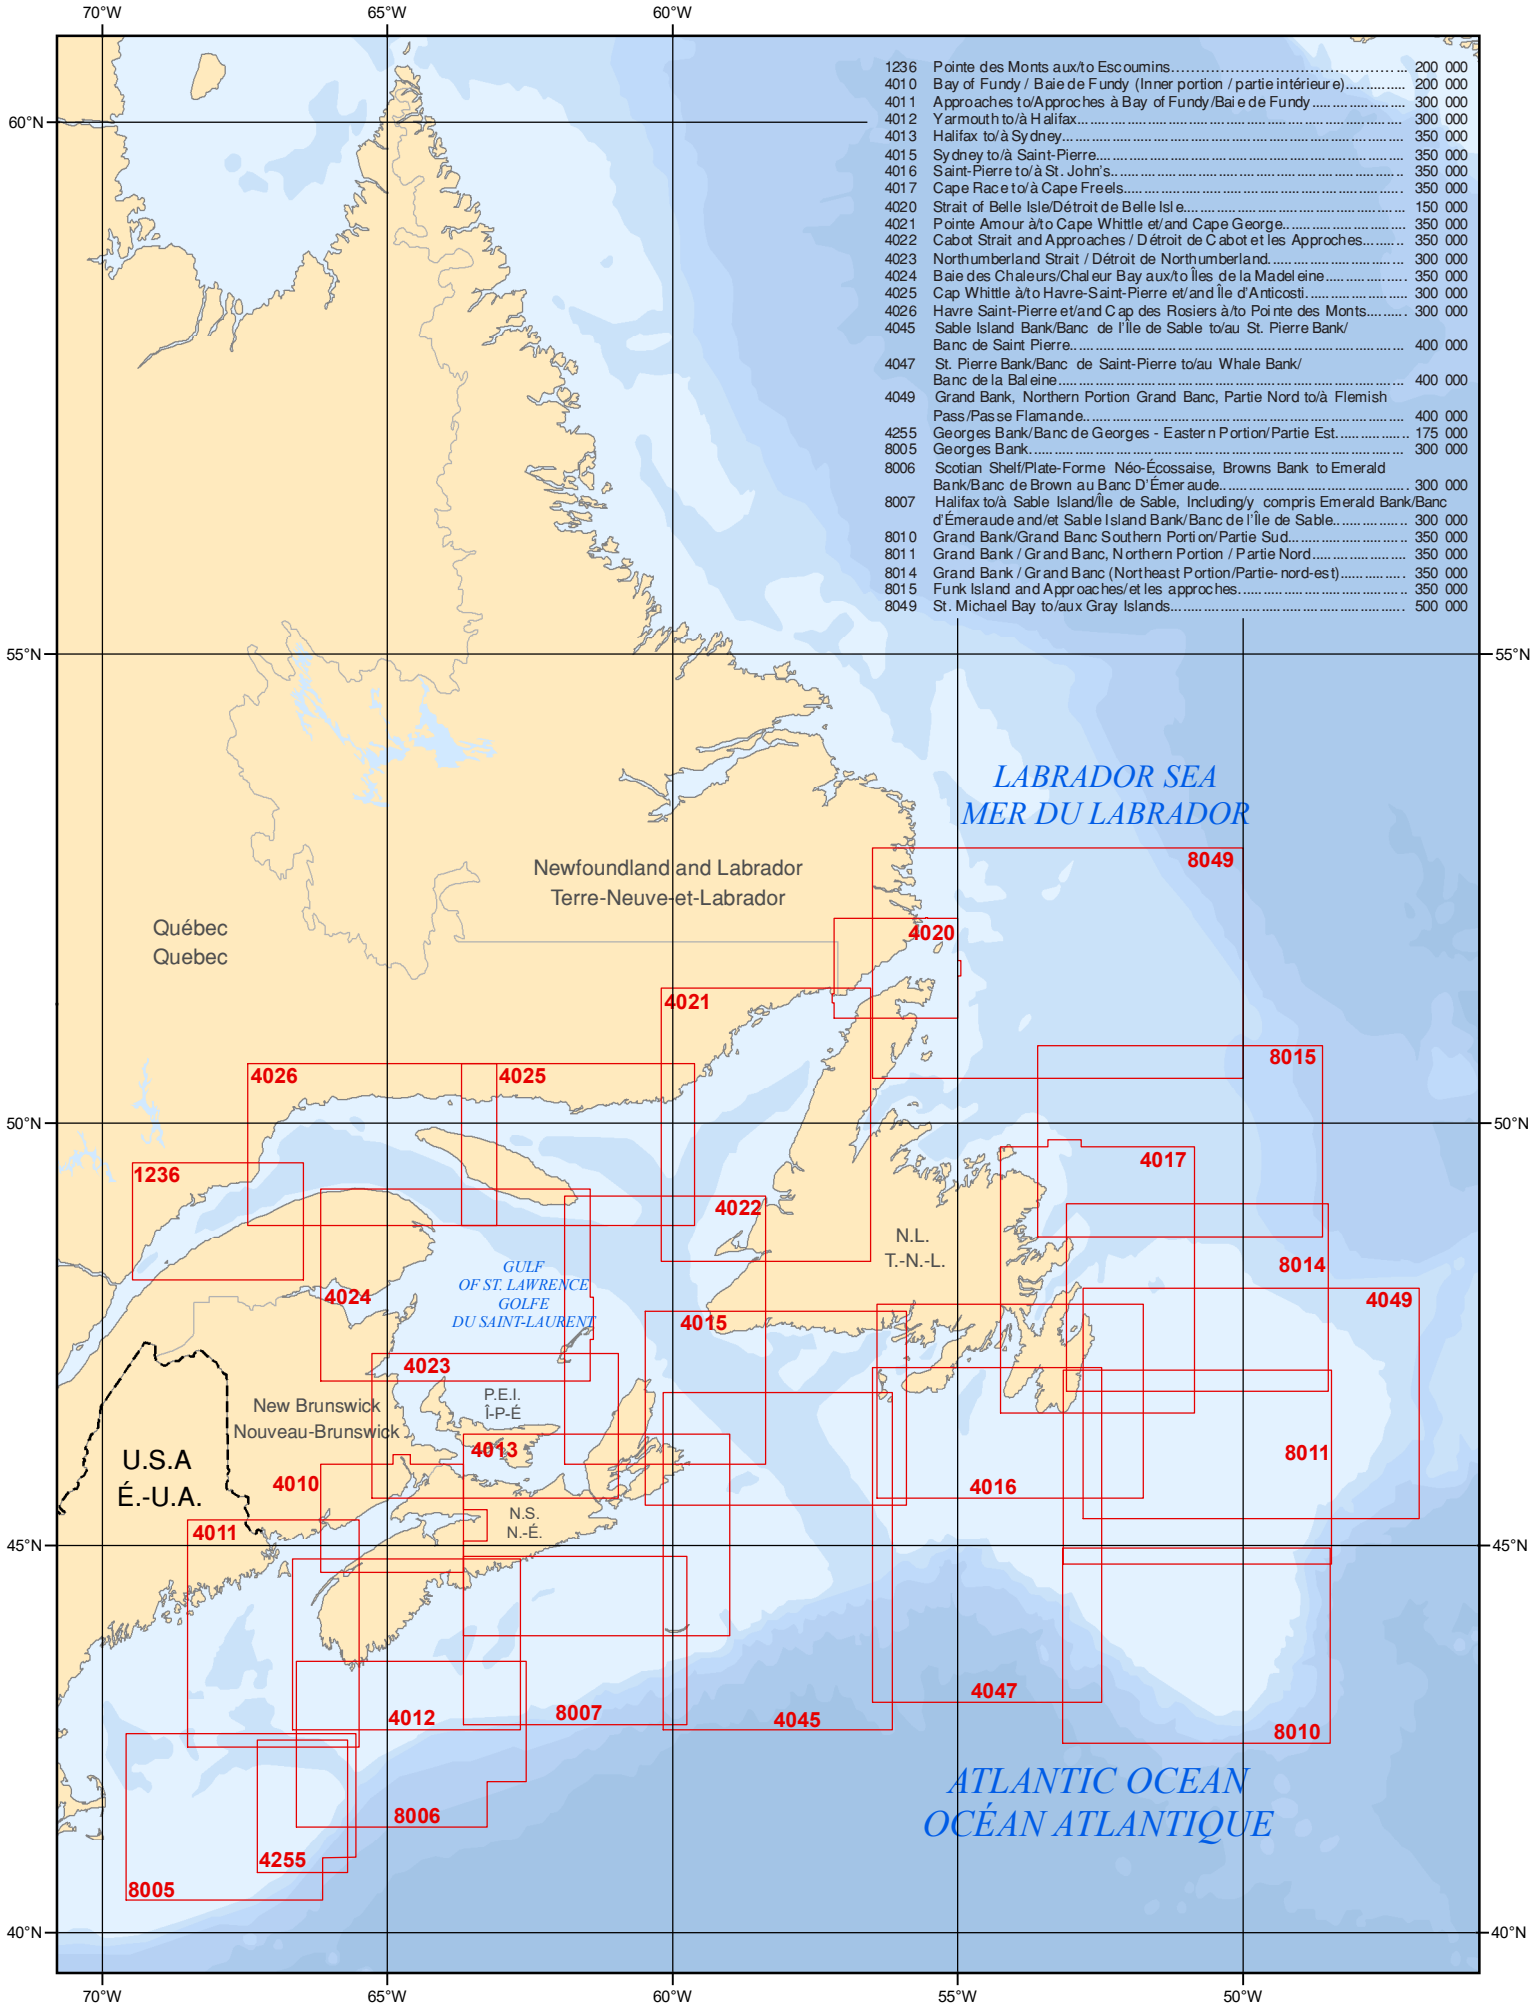 70°W 65°W 60°W
1236 Pointe des Monts aux/to Escoumins 200 000
4010 Bay of Fundy / Baie de Fundy (Inner portion / partie intérieure) 200 000
4011 Approaches to/Approches à Bay of Fundy/Baie de Fundy 300 000
4012 Yarmouth to/à Halifax 300 000
4013 Halifax to/à Sydney 350 000
4015 Sydney to/à Saint-Pierre 350 000
4016 Saint-Pierre to/à St. John's 350 000
4017 Cape Race to/à Cape Freels 350 000
4020 Strait of Belle Isle/Détroit de Belle Isle 150 000
4021 Pointe Amour à/to Cape Whittle et/and Cape George 350 000
4022 Cabot Strait and Approaches / Détroit de Cabot et les Approches 350 000
4023 Northumberland Strait / Détroit de Northumberland 300 000
4024 Baie des Chaleurs/Chaleur Bay aux/to Îles de la Madeleine 350 000
4025 Cap Whittle à/to Havre-Saint-Pierre et/and Île d'Anticosti 300 000
4026 Havre Saint-Pierre et/and Cap des Rosiers à/to Pointe des Monts 300 000
4045 Sable Island Bank/Banc de l'Île de Sable to/au St. Pierre Bank/
Banc de Saint Pierre 400 000
4047 St. Pierre Bank/Banc de Saint-Pierre to/au Whale Bank/
Banc de la Baleine 400 000
4049 Grand Bank, Northern Portion Grand Banc, Partie Nord to/à Flemish
Pass/Passe Flamande 400 000
4255 Georges Bank/Banc de Georges - Eastern Portion/Partie Est 175 000
8005 Georges Bank 300 000
8006 Scotian Shelf/Plate-Forme Néo-Écossaise, Browns Bank to Emerald
Bank/Banc de Brown au Banc D'Émeraude 300 000
8007 Halifax to/à Sable Island/Île de Sable, Including/y compris Emerald Bank/Banc
d'Émeraude and/et Sable Island Bank/Banc de l'Île de Sable 300 000
8010 Grand Bank/Grand Banc Southern Portion/Partie Sud 350 000
8011 Grand Bank / Grand Banc, Northern Portion / Partie Nord 350 000
8014 Grand Bank / Grand Banc (Northeast Portion/Partie-nord-est) 350 000
8015 Funk Island and Approaches/et les approches 350 000
8049 St. Michael Bay to/aux Gray Islands 500 000
60°N
55°N 55°N
LABRADOR SEA
MER DU LABRADOR
8049
Newfoundland and Labrador
Terre-Neuve-et-Labrador
Québec
Quebec
4020
4021
8015
4026 4025
50°N 50°N
4017
1236
4022
N.L.
T.-N.-L.
8014
GULF
OF ST. LAWRENCE
GOLFE
DU SAINT-LAURENT
4024
4049
4015
4023
P.E.I.
Î-P-É
New Brunswick
Nouveau-Brunswick
4013
8011
U.S.A
É.-U.A.
4010
4016
N.S.
N.-É.
4011
45°N 45°N
4047
4012 8007 4045
8010
ATLANTIC OCEAN
OCÉAN ATLANTIQUE
8006
4255
8005
40°N 40°N
70°W 65°W 60°W 55°W 50°W